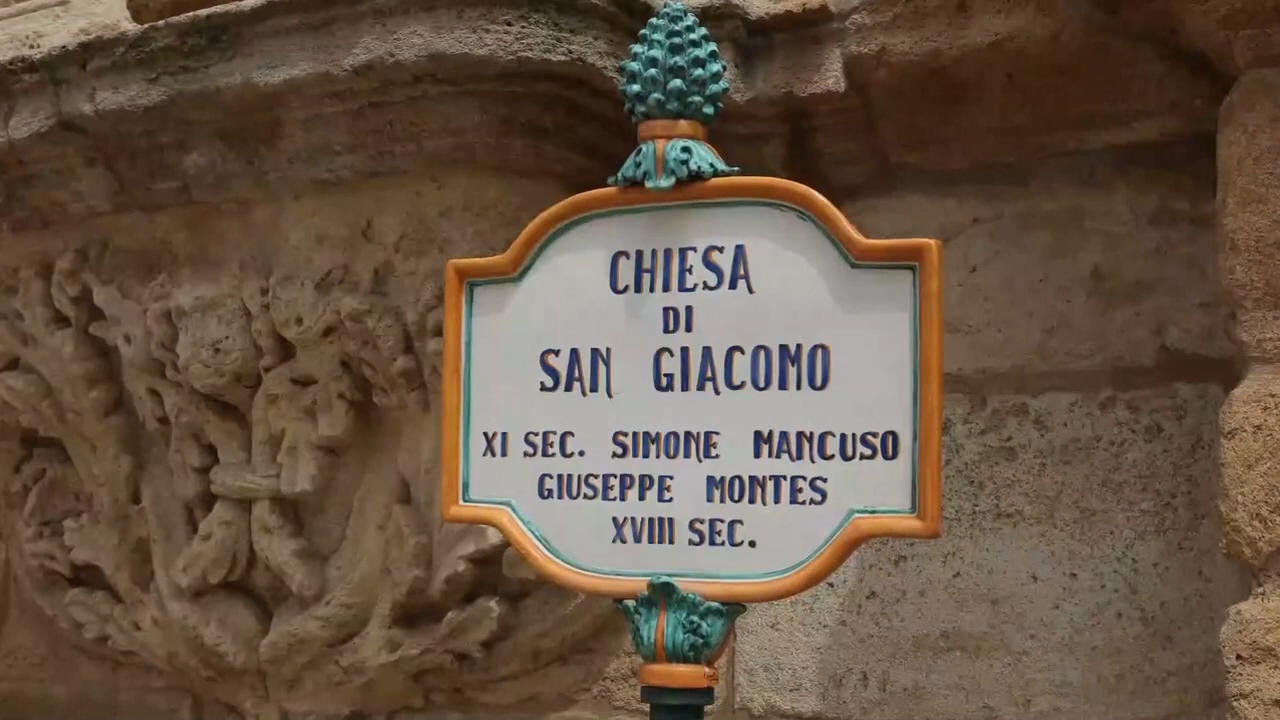 CHIESA
DI
SAN GIACOMO
XI SEC. SIMONE MANCUSO
GIUSEPPE MONTES
XVIII SEC.